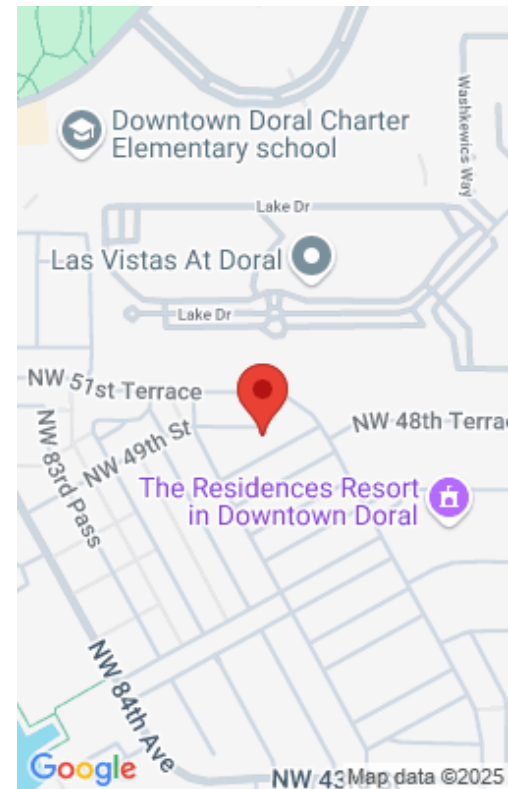 Downtown Doral Charter
Elementary school
Washkewics Way
Lake Dr
Las Vistas At Doral
Lake Dr
NW 51st Terrace
NW 48th Terra
NW 49th St
NW 83rd Pass
The Residences Resort
in Downtown Doral
NW 84th Ave
Google
NW 43
Map data ©2025